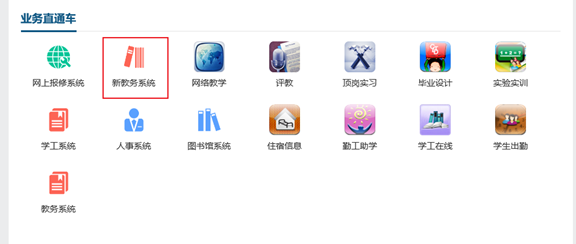 业务直通车
网上报修系统 新教务系统 网络教学 评教 顶岗实习 毕业设计 实验实训
学工系统 人事系统 图书馆系统 住宿信息 勤工助学 学工在线 学生出勤
教务系统